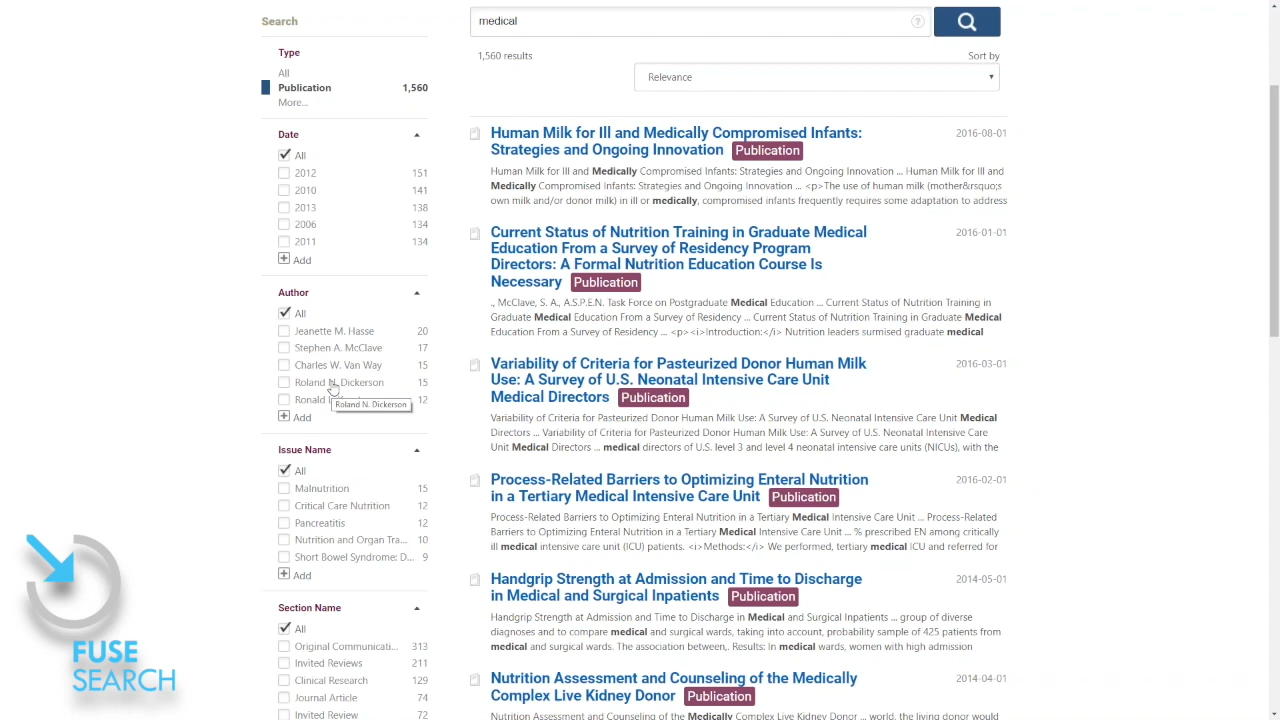 Search
medical
?
1,560 results
Sort by
Relevance
Type
All
Publication 1,560
More...
Date
All
2012 151
2010 141
2013 138
2006 134
2011 134
Add
Author
All
Jeanette M. Hasse 20
Stephen A. McClave 17
Charles W. Van Way 15
Roland N. Dickerson 15
Ronald 12
Roland N. Dickerson
Add
Issue Name
All
Malnutrition 15
Critical Care Nutrition 12
Pancreatitis 12
Nutrition and Organ Tra... 10
Short Bowel Syndrome: D... 9
Add
Section Name
All
Original Communicati... 313
Invited Reviews 211
Clinical Research 129
Journal Article 74
Invited Review 72
Human Milk for Ill and Medically Compromised Infants: 2016-08-01
Strategies and Ongoing Innovation Publication
Human Milk for Ill and Medically Compromised Infants: Strategies and Ongoing Innovation ... Human Milk for Ill and
Medically Compromised Infants: Strategies and Ongoing Innovation ... <p>The use of human milk (mother&rsquo;s
own milk and/or donor milk) in ill or medically, compromised infants frequently requires some adaptation to address
Current Status of Nutrition Training in Graduate Medical 2016-01-01
Education From a Survey of Residency Program
Directors: A Formal Nutrition Education Course Is
Necessary Publication
., McClave, S. A., A.S.P.E.N. Task Force on Postgraduate Medical Education ... Current Status of Nutrition Training in
Graduate Medical Education From a Survey of Residency ... Current Status of Nutrition Training in Graduate Medical
Education From a Survey of Residency ... <p><i>Introduction:</i> Nutrition leaders surmised graduate medical
Variability of Criteria for Pasteurized Donor Human Milk 2016-03-01
Use: A Survey of U.S. Neonatal Intensive Care Unit
Medical Directors Publication
Variability of Criteria for Pasteurized Donor Human Milk Use: A Survey of U.S. Neonatal Intensive Care Unit Medical
Directors ... Variability of Criteria for Pasteurized Donor Human Milk Use: A Survey of U.S. Neonatal Intensive Care
Unit Medical Directors ... medical directors of U.S. level 3 and level 4 neonatal intensive care units (NICUs), with the
Process-Related Barriers to Optimizing Enteral Nutrition 2016-02-01
in a Tertiary Medical Intensive Care Unit Publication
Process-Related Barriers to Optimizing Enteral Nutrition in a Tertiary Medical Intensive Care Unit ... Process-Related
Barriers to Optimizing Enteral Nutrition in a Tertiary Medical Intensive Care Unit ... % prescribed EN among critically
ill medical intensive care unit (ICU) patients. <i>Methods:</i> We performed, tertiary medical ICU and referred for
Handgrip Strength at Admission and Time to Discharge 2014-05-01
in Medical and Surgical Inpatients Publication
Handgrip Strength at Admission and Time to Discharge in Medical and Surgical Inpatients ... group of diverse
diagnoses and to compare medical and surgical wards, taking into account, probability sample of 425 patients from
medical and surgical wards. The association between,. Results: In medical wards, women with high admission
Nutrition Assessment and Counseling of the Medically 2014-04-01
Complex Live Kidney Donor Publication
Nutrition Assessment and Counseling of the Medically Complex Live Kidney Donor ... world, the living donor would
FUSE
SEARCH